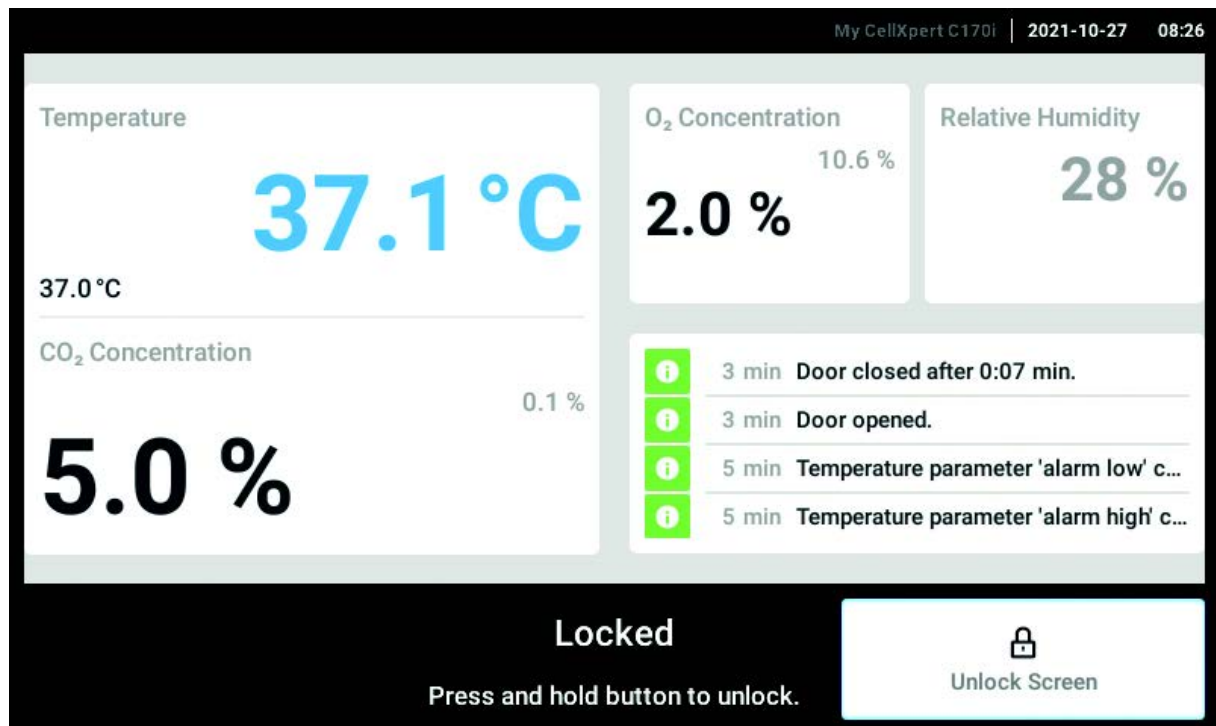 My CellXpert C170i | 2021-10-27 08:26
Temperature
37.1 °C
37.0 °C
CO₂ Concentration
0.1 %
5.0 %
O₂ Concentration
10.6 %
2.0 %
Relative Humidity
28 %
3 min Door closed after 0:07 min.
3 min Door opened.
5 min Temperature parameter 'alarm low' c...
5 min Temperature parameter 'alarm high' c...
Locked
Press and hold button to unlock.
Unlock Screen